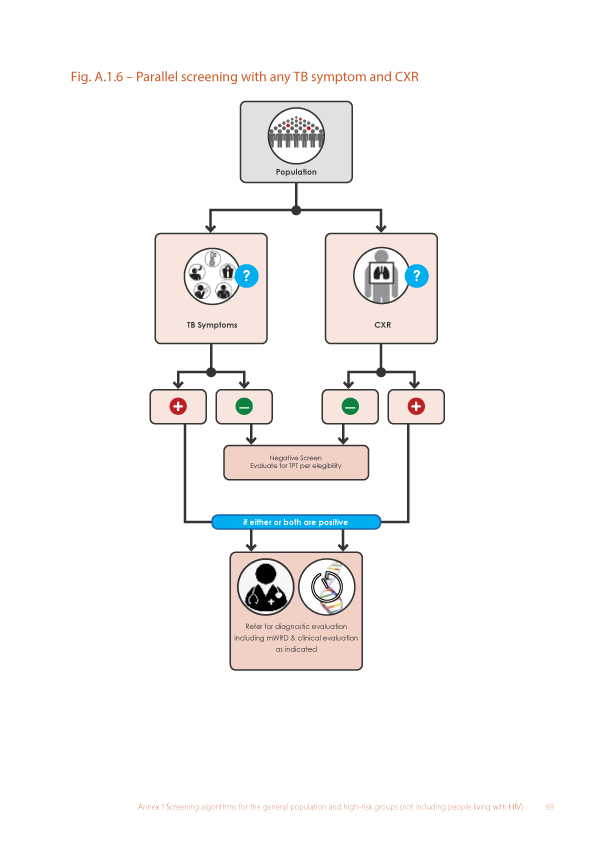 Fig. A.1.6 – Parallel screening with any TB symptom and CXR
Population
?
?
TB Symptoms
CXR
+
–
–
+
Negative Screen
Evaluate for TPT per elegibility
if either or both are positive
Refer for diagnostic evaluation
including mWRD & clinical evaluation
as indicated
Annex 1 Screening algorithms for the general population and high-risk groups (not including people living with HIV)
69